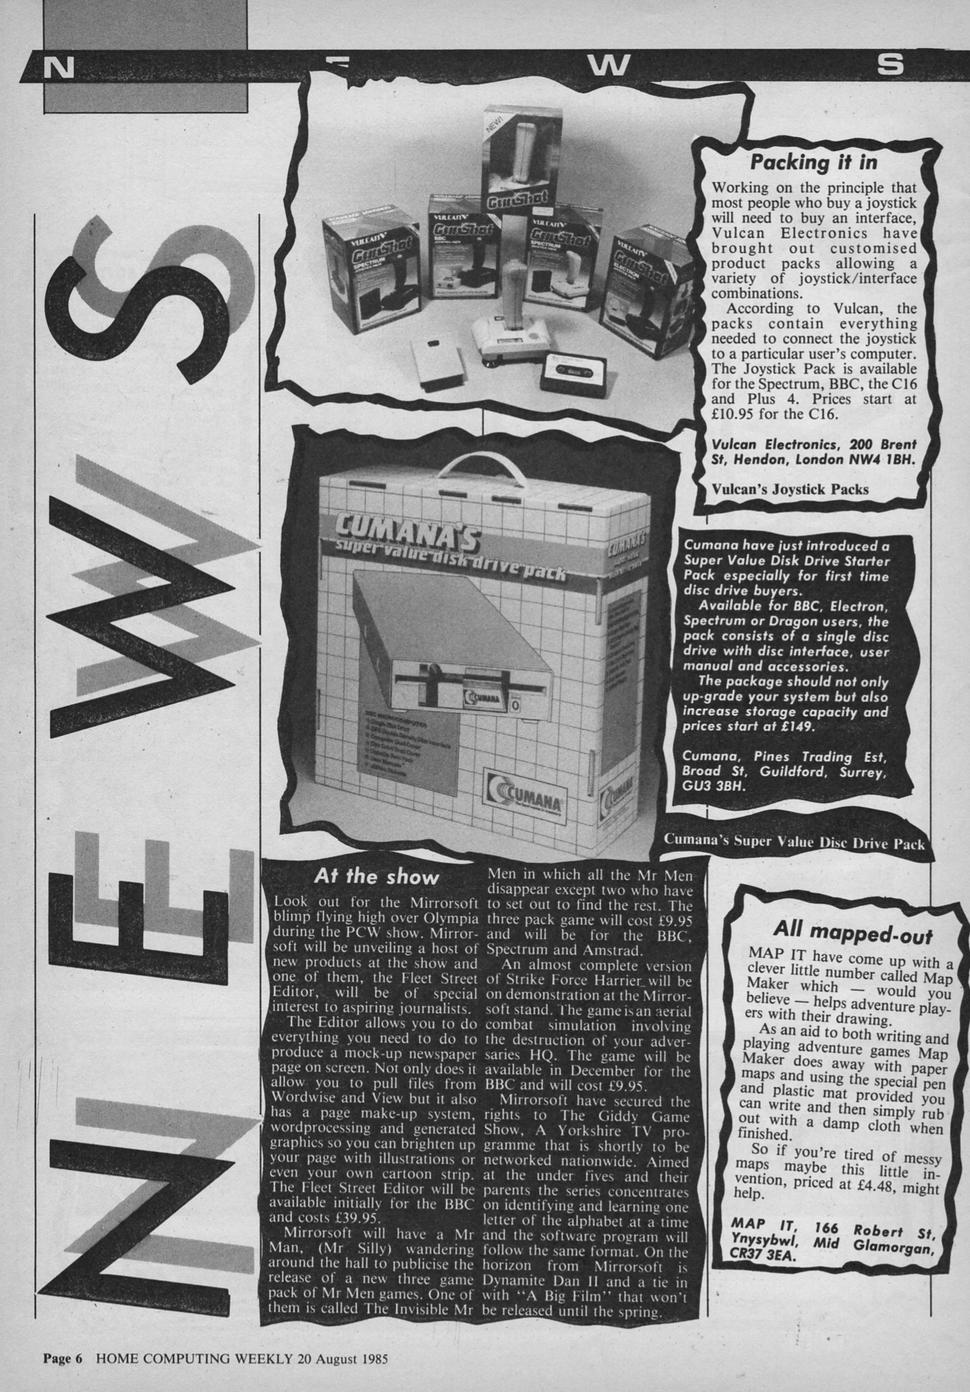 N E W S
NEWS
NEW!
GunShot
VULCAN
GunShot
SPECTRUM
VULCAN
GunShot
BBC
VULCAN
GunShot
SPECTRUM
VULCAN
GunShot
ELECTRON
Packing it in
Working on the principle that
most people who buy a joystick
will need to buy an interface,
Vulcan Electronics have
brought out customised
product packs allowing a
variety of joystick/interface
combinations.
According to Vulcan, the
packs contain everything
needed to connect the joystick
to a particular user's computer.
The Joystick Pack is available
for the Spectrum, BBC, the C16
and Plus 4. Prices start at
£10.95 for the C16.
Vulcan Electronics, 200 Brent
St, Hendon, London NW4 1BH.
Vulcan's Joystick Packs
CUMANA'S
super value disk drive pack
CUMANA'S
CUMANA
0
CUMANA
CUMANA
Cumana have just introduced a
Super Value Disk Drive Starter
Pack especially for first time
disc drive buyers.
Available for BBC, Electron,
Spectrum or Dragon users, the
pack consists of a single disc
drive with disc interface, user
manual and accessories.
The package should not only
up-grade your system but also
increase storage capacity and
prices start at £149.
Cumana, Pines Trading Est,
Broad St, Guildford, Surrey,
GU3 3BH.
Cumana's Super Value Disc Drive Pack
At the show
Look out for the Mirrorsoft
blimp flying high over Olympia
during the PCW show. Mirror-
soft will be unveiling a host of
new products at the show and
one of them, the Fleet Street
Editor, will be of special
interest to aspiring journalists.
The Editor allows you to do
everything you need to do to
produce a mock-up newspaper
page on screen. Not only does it
allow you to pull files from
Wordwise and View but it also
has a page make-up system,
wordprocessing and generated
graphics so you can brighten up
your page with illustrations or
even your own cartoon strip.
The Fleet Street Editor will be
available initially for the BBC
and costs £39.95.
Mirrorsoft will have a Mr
Man, (Mr Silly) wandering
around the hall to publicise the
release of a new three game
pack of Mr Men games. One of
them is called The Invisible Mr
Men in which all the Mr Men
disappear except two who have
to set out to find the rest. The
three pack game will cost £9.95
and will be for the BBC,
Spectrum and Amstrad.
An almost complete version
of Strike Force Harrier will be
on demonstration at the Mirror-
soft stand. The game is an aerial
combat simulation involving
the destruction of your adver-
saries HQ. The game will be
available in December for the
BBC and will cost £9.95.
Mirrorsoft have secured the
rights to The Giddy Game
Show, A Yorkshire TV pro-
gramme that is shortly to be
networked nationwide. Aimed
at the under fives and their
parents the series concentrates
on identifying and learning one
letter of the alphabet at a time
and the software program will
follow the same format. On the
horizon from Mirrorsoft is
Dynamite Dan II and a tie in
with "A Big Film" that won't
be released until the spring.
All mapped-out
MAP IT have come up with a
clever little number called Map
Maker which — would you
believe — helps adventure play-
ers with their drawing.
As an aid to both writing and
playing adventure games Map
Maker does away with paper
maps and using the special pen
and plastic mat provided you
can write and then simply rub
out with a damp cloth when
finished.
So if you're tired of messy
maps maybe this little in-
vention, priced at £4.48, might
help.
MAP IT, 166 Robert St,
Ynysybwl, Mid Glamorgan,
CR37 3EA.
Page 6 HOME COMPUTING WEEKLY 20 August 1985